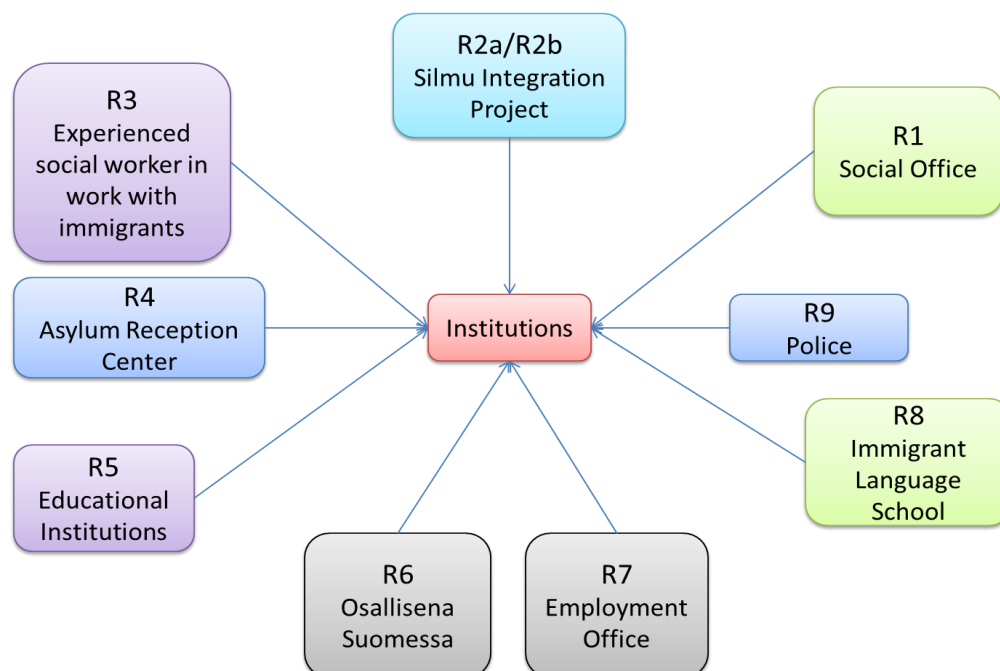 R2a/R2b
Silmu Integration
Project
R3
Experienced
social worker in
work with
immigrants
R1
Social Office
R4
Asylum Reception
Center
Institutions
R9
Police
R5
Educational
Institutions
R8
Immigrant
Language
School
R6
Osallisena
Suomessa
R7
Employment
Office